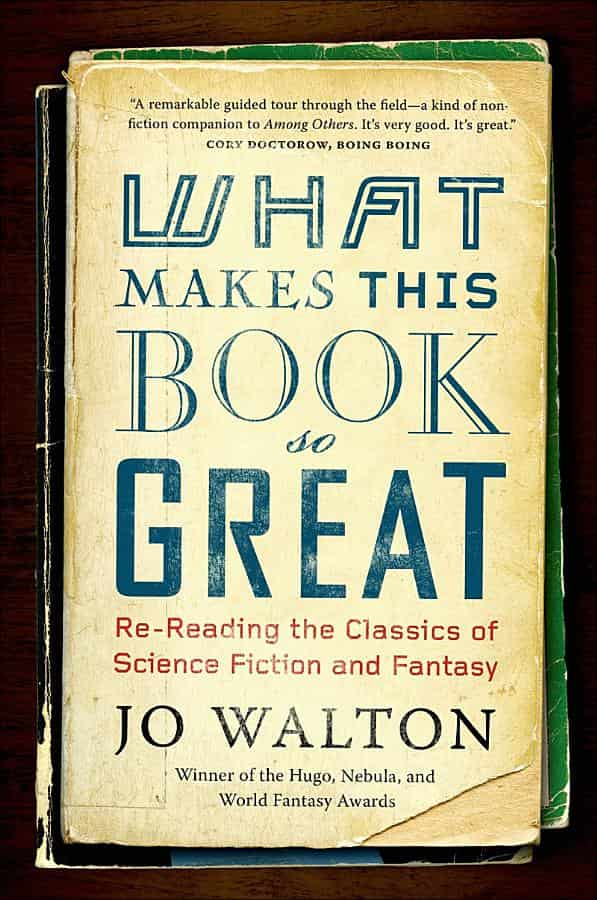 “A remarkable guided tour through the field—a kind of non-
fiction companion to Among Others. It’s very good. It’s great.”
CORY DOCTOROW, BOING BOING
WHAT
MAKES THIS
BOOK
so
GREAT
Re-Reading the Classics of
Science Fiction and Fantasy
JO WALTON
Winner of the Hugo, Nebula, and
World Fantasy Awards